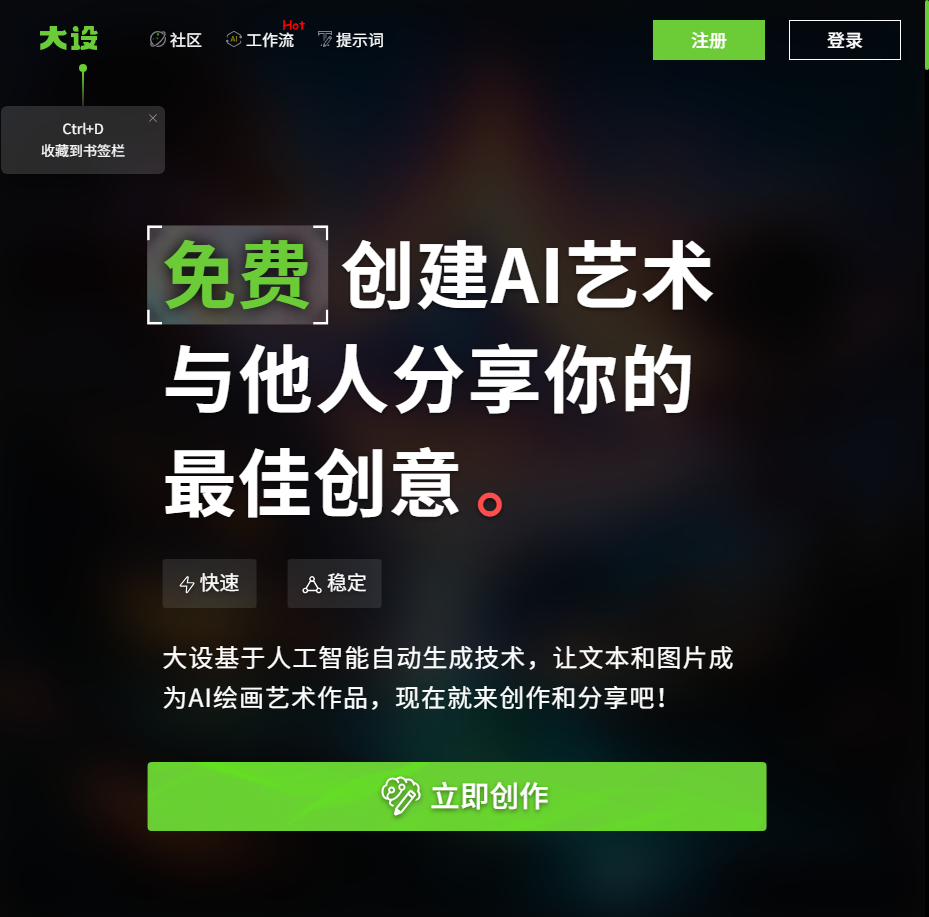 大设
社区
AI
工作流
Hot
提示词
注册
登录
Ctrl+D
收藏到书签栏
免费 创建AI艺术
与他人分享你的
最佳创意。
快速
稳定
大设基于人工智能自动生成技术，让文本和图片成
为AI绘画艺术作品，现在就来创作和分享吧！
立即创作